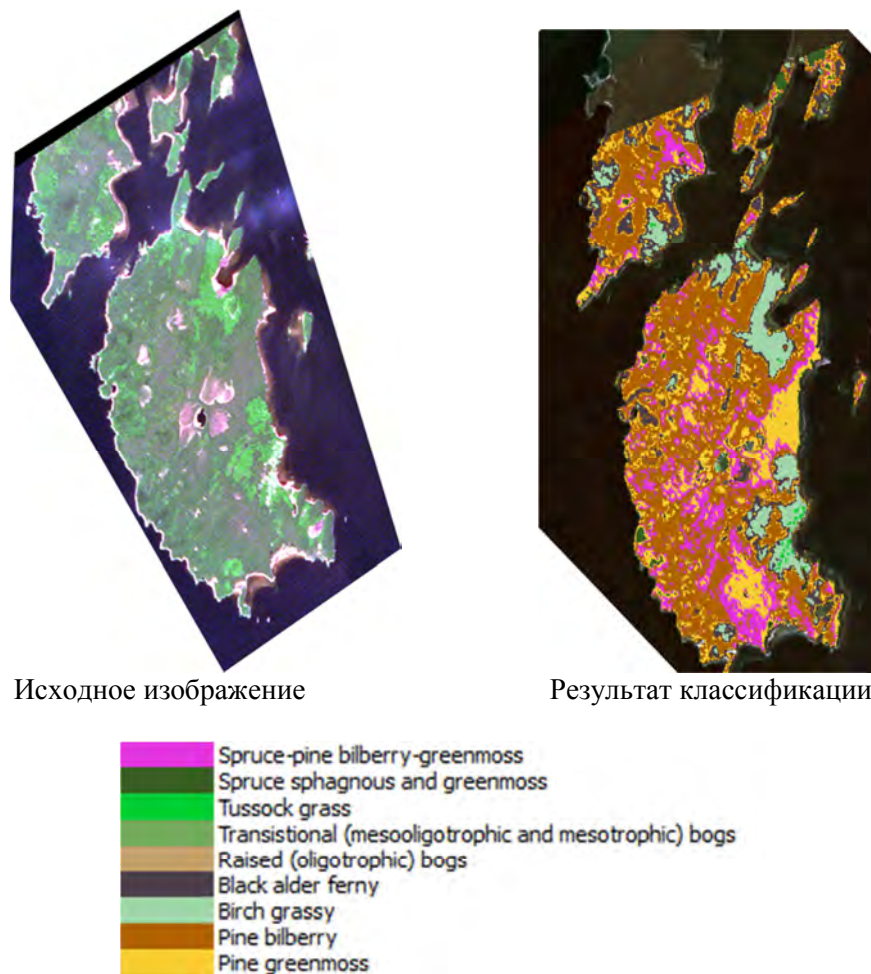 Исходное изображение
Результат классификации
Spruce-pine bilberry-greenmoss
Spruce sphagnous and greenmoss
Tussock grass
Transistional (mesooligotrophic and mesotrophic) bogs
Raised (oligotrophic) bogs
Black alder ferny
Birch grassy
Pine bilberry
Pine greenmoss